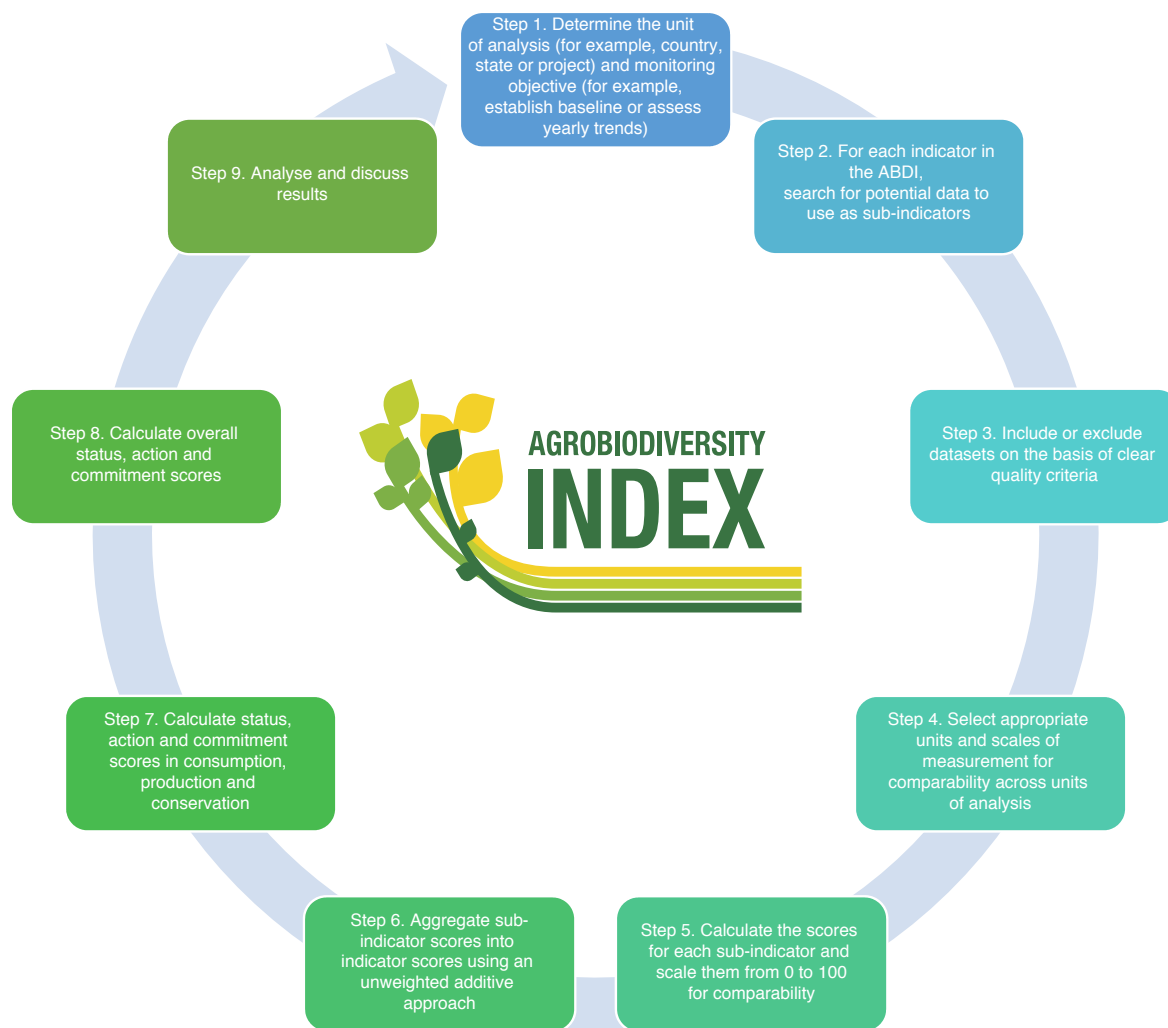 Step 1. Determine the unit
of analysis (for example, country,
state or project) and monitoring
objective (for example,
establish baseline or assess
yearly trends)
Step 2. For each indicator in
the ABDI,
search for potential data to
use as sub-indicators
Step 3. Include or exclude
datasets on the basis of clear
quality criteria
Step 4. Select appropriate
units and scales of
measurement for
comparability across units
of analysis
Step 5. Calculate the scores
for each sub-indicator and
scale them from 0 to 100
for comparability
Step 6. Aggregate sub-
indicator scores into
indicator scores using an
unweighted additive
approach
Step 7. Calculate status,
action and commitment
scores in consumption,
production and
conservation
Step 8. Calculate overall
status, action and
commitment scores
Step 9. Analyse and discuss
results
AGROBIODIVERSITY
INDEX